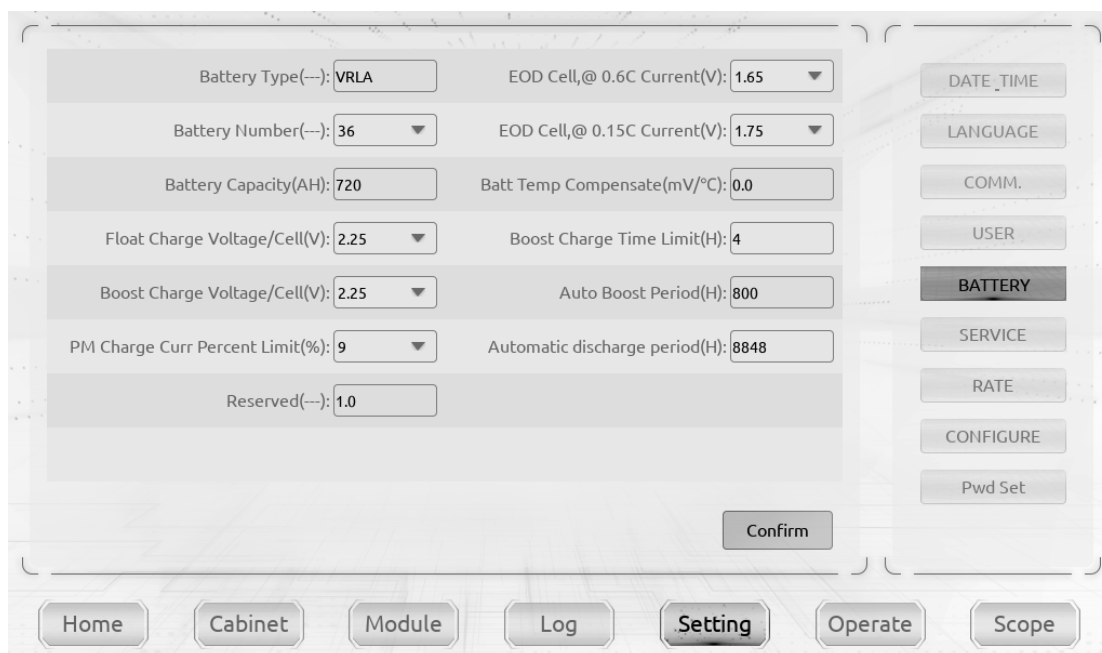 Battery Type(---): VRLA EOD Cell,@ 0.6C Current(V): 1.65
Battery Number(---): 36 EOD Cell,@ 0.15C Current(V): 1.75
Battery Capacity(AH): 720 Batt Temp Compensate(mV/°C): 0.0
Float Charge Voltage/Cell(V): 2.25 Boost Charge Time Limit(H): 4
Boost Charge Voltage/Cell(V): 2.25 Auto Boost Period(H): 800
PM Charge Curr Percent Limit(%): 9 Automatic discharge period(H): 8848
Reserved(---): 1.0
Confirm
DATE_TIME
LANGUAGE
COMM.
USER
BATTERY
SERVICE
RATE
CONFIGURE
Pwd Set
Home Cabinet Module Log Setting Operate Scope